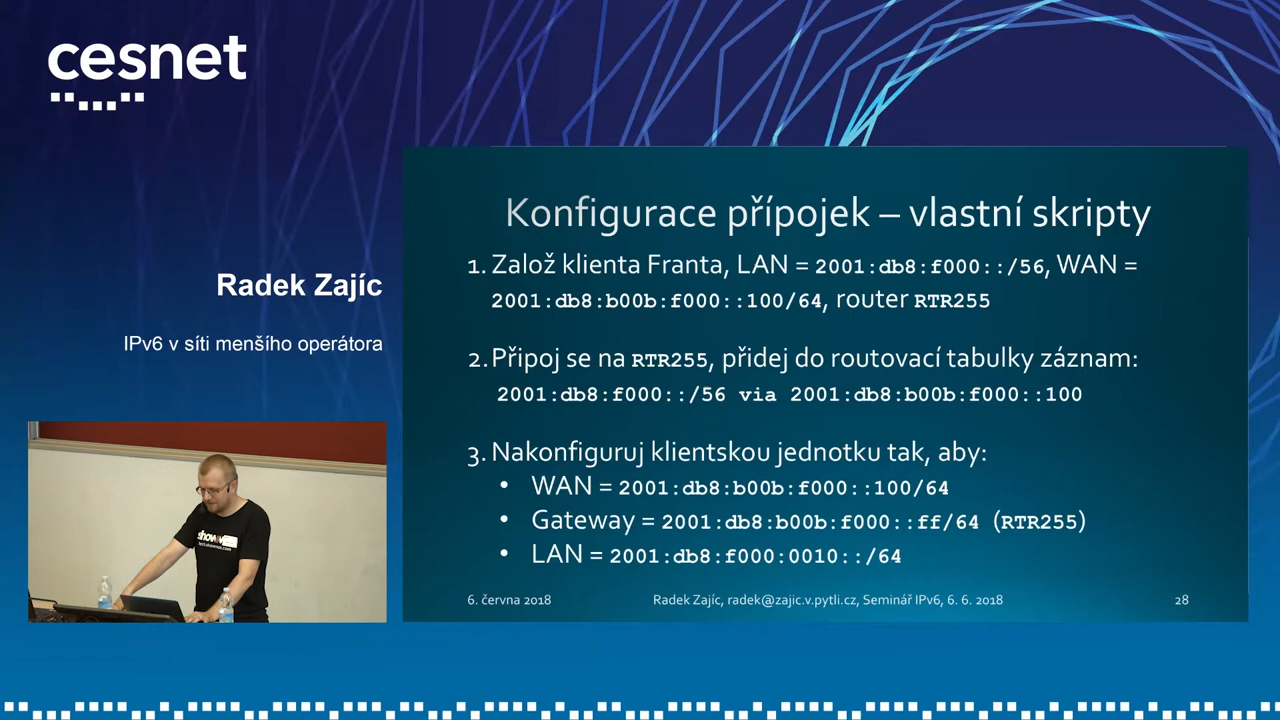 cesnet
Radek Zajíc
IPv6 v síti menšího operátora
Konfigurace přípojek – vlastní skripty
1. Založ klienta Franta, LAN = 2001:db8:f000::/56, WAN =
2001:db8:b00b:f000::100/64, router RTR255
2. Připoj se na RTR255, přidej do routovací tabulky záznam:
2001:db8:f000::/56 via 2001:db8:b00b:f000::100
3. Nakonfiguruj klientskou jednotku tak, aby:
• WAN = 2001:db8:b00b:f000::100/64
• Gateway = 2001:db8:b00b:f000::ff/64 (RTR255)
• LAN = 2001:db8:f000:0010::/64
6. června 2018 Radek Zajíc, radek@zajic.v.pytli.cz, Seminář IPv6, 6. 6. 2018 28